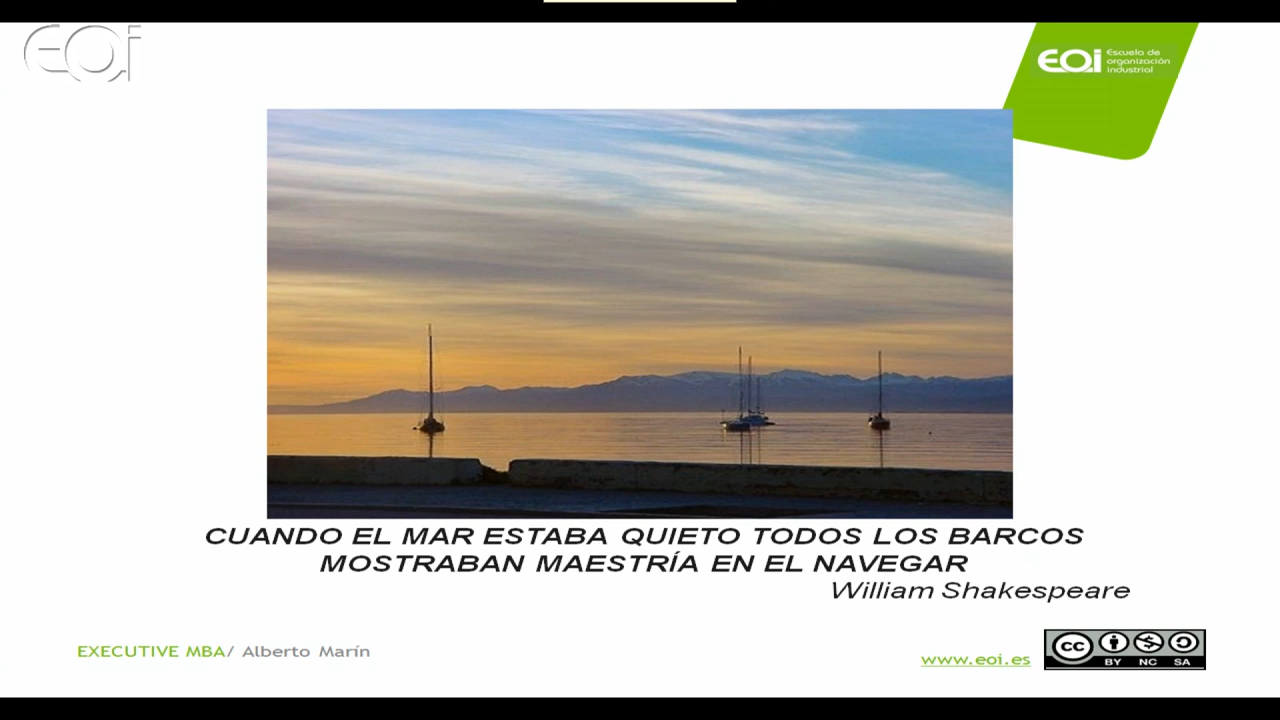 EOi
EOi Escuela de
organización
industrial
CUANDO EL MAR ESTABA QUIETO TODOS LOS BARCOS
MOSTRABAN MAESTRÍA EN EL NAVEGAR
William Shakespeare
EXECUTIVE MBA/ Alberto Marín
www.eoi.es
cc
BY NC SA